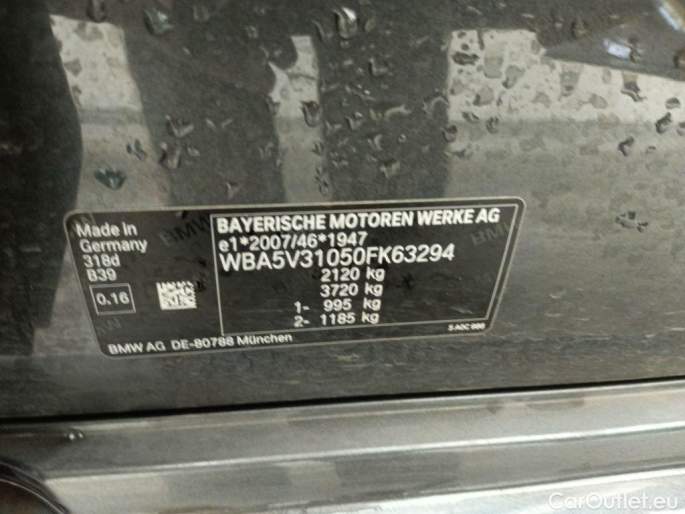 BAYERISCHE MOTOREN WERKE AG
e1*2007/46*1947
WBA5V31050FK63294
2120 kg
3720 kg
1- 995 kg
2- 1185 kg
Made in
Germany
318d
B39
0.16
BMW AG DE-80788 München
CarOutlet.eu